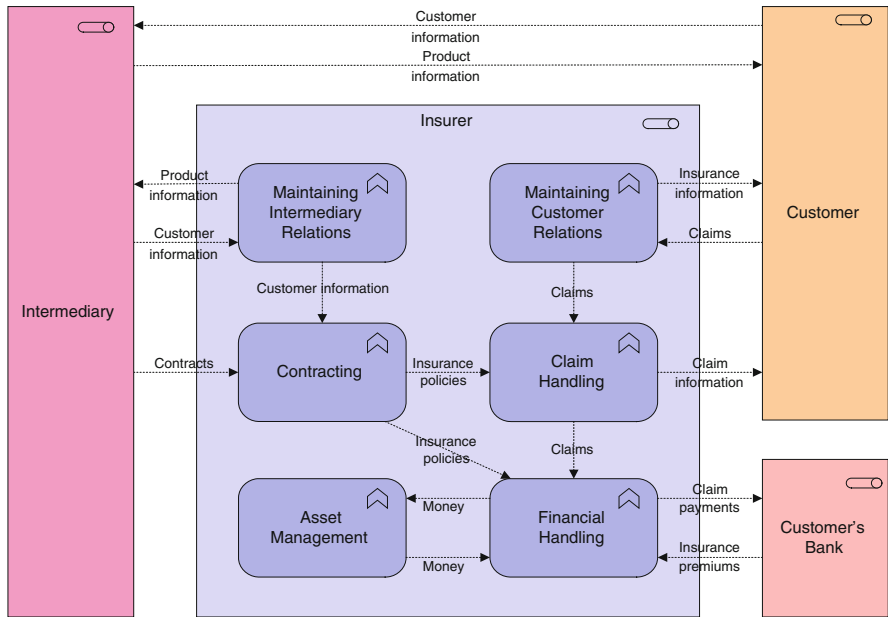 Customer
information
Product
information
Insurer
Product
information
Maintaining
Intermediary
Relations
Maintaining
Customer
Relations
Insurance
information
Customer
Customer
information
Claims
Customer information
Claims
Intermediary
Contracts
Contracting
Insurance
policies
Claim
Handling
Claim
information
Insurance
policies
Claims
Asset
Management
Money
Money
Financial
Handling
Claim
payments
Insurance
premiums
Customer's
Bank